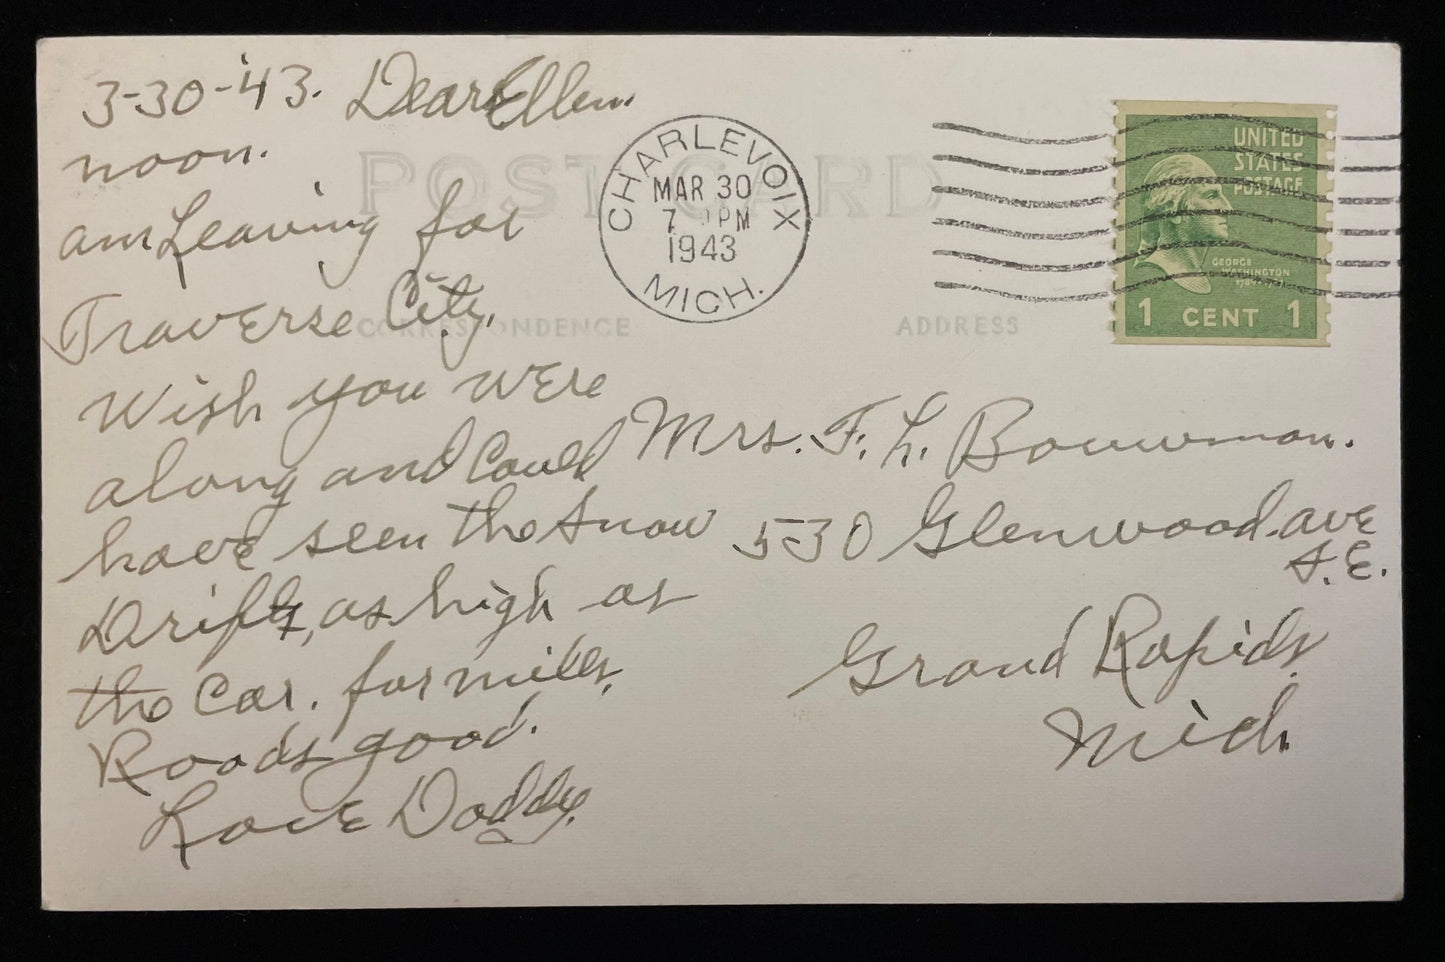 3-30-'43. Dear Ellen.
noon.
am Leaving for
Traverse City.
Wish you were
along and Could
have seen the Snow
Drifts, as high as
the Car. for miles.
Roads good.
Love Daddy.
POST CARD
CORRESPONDENCE
ADDRESS
CHARLEVOIX
MAR 30
7 PM
1943
MICH.
UNITED
STATES
POSTAGE
GEORGE
WASHINGTON
1 CENT 1
Mrs. F. L. Bouwman.
530 Glenwood. ave
S.E.
Grand Rapids.
Mich.